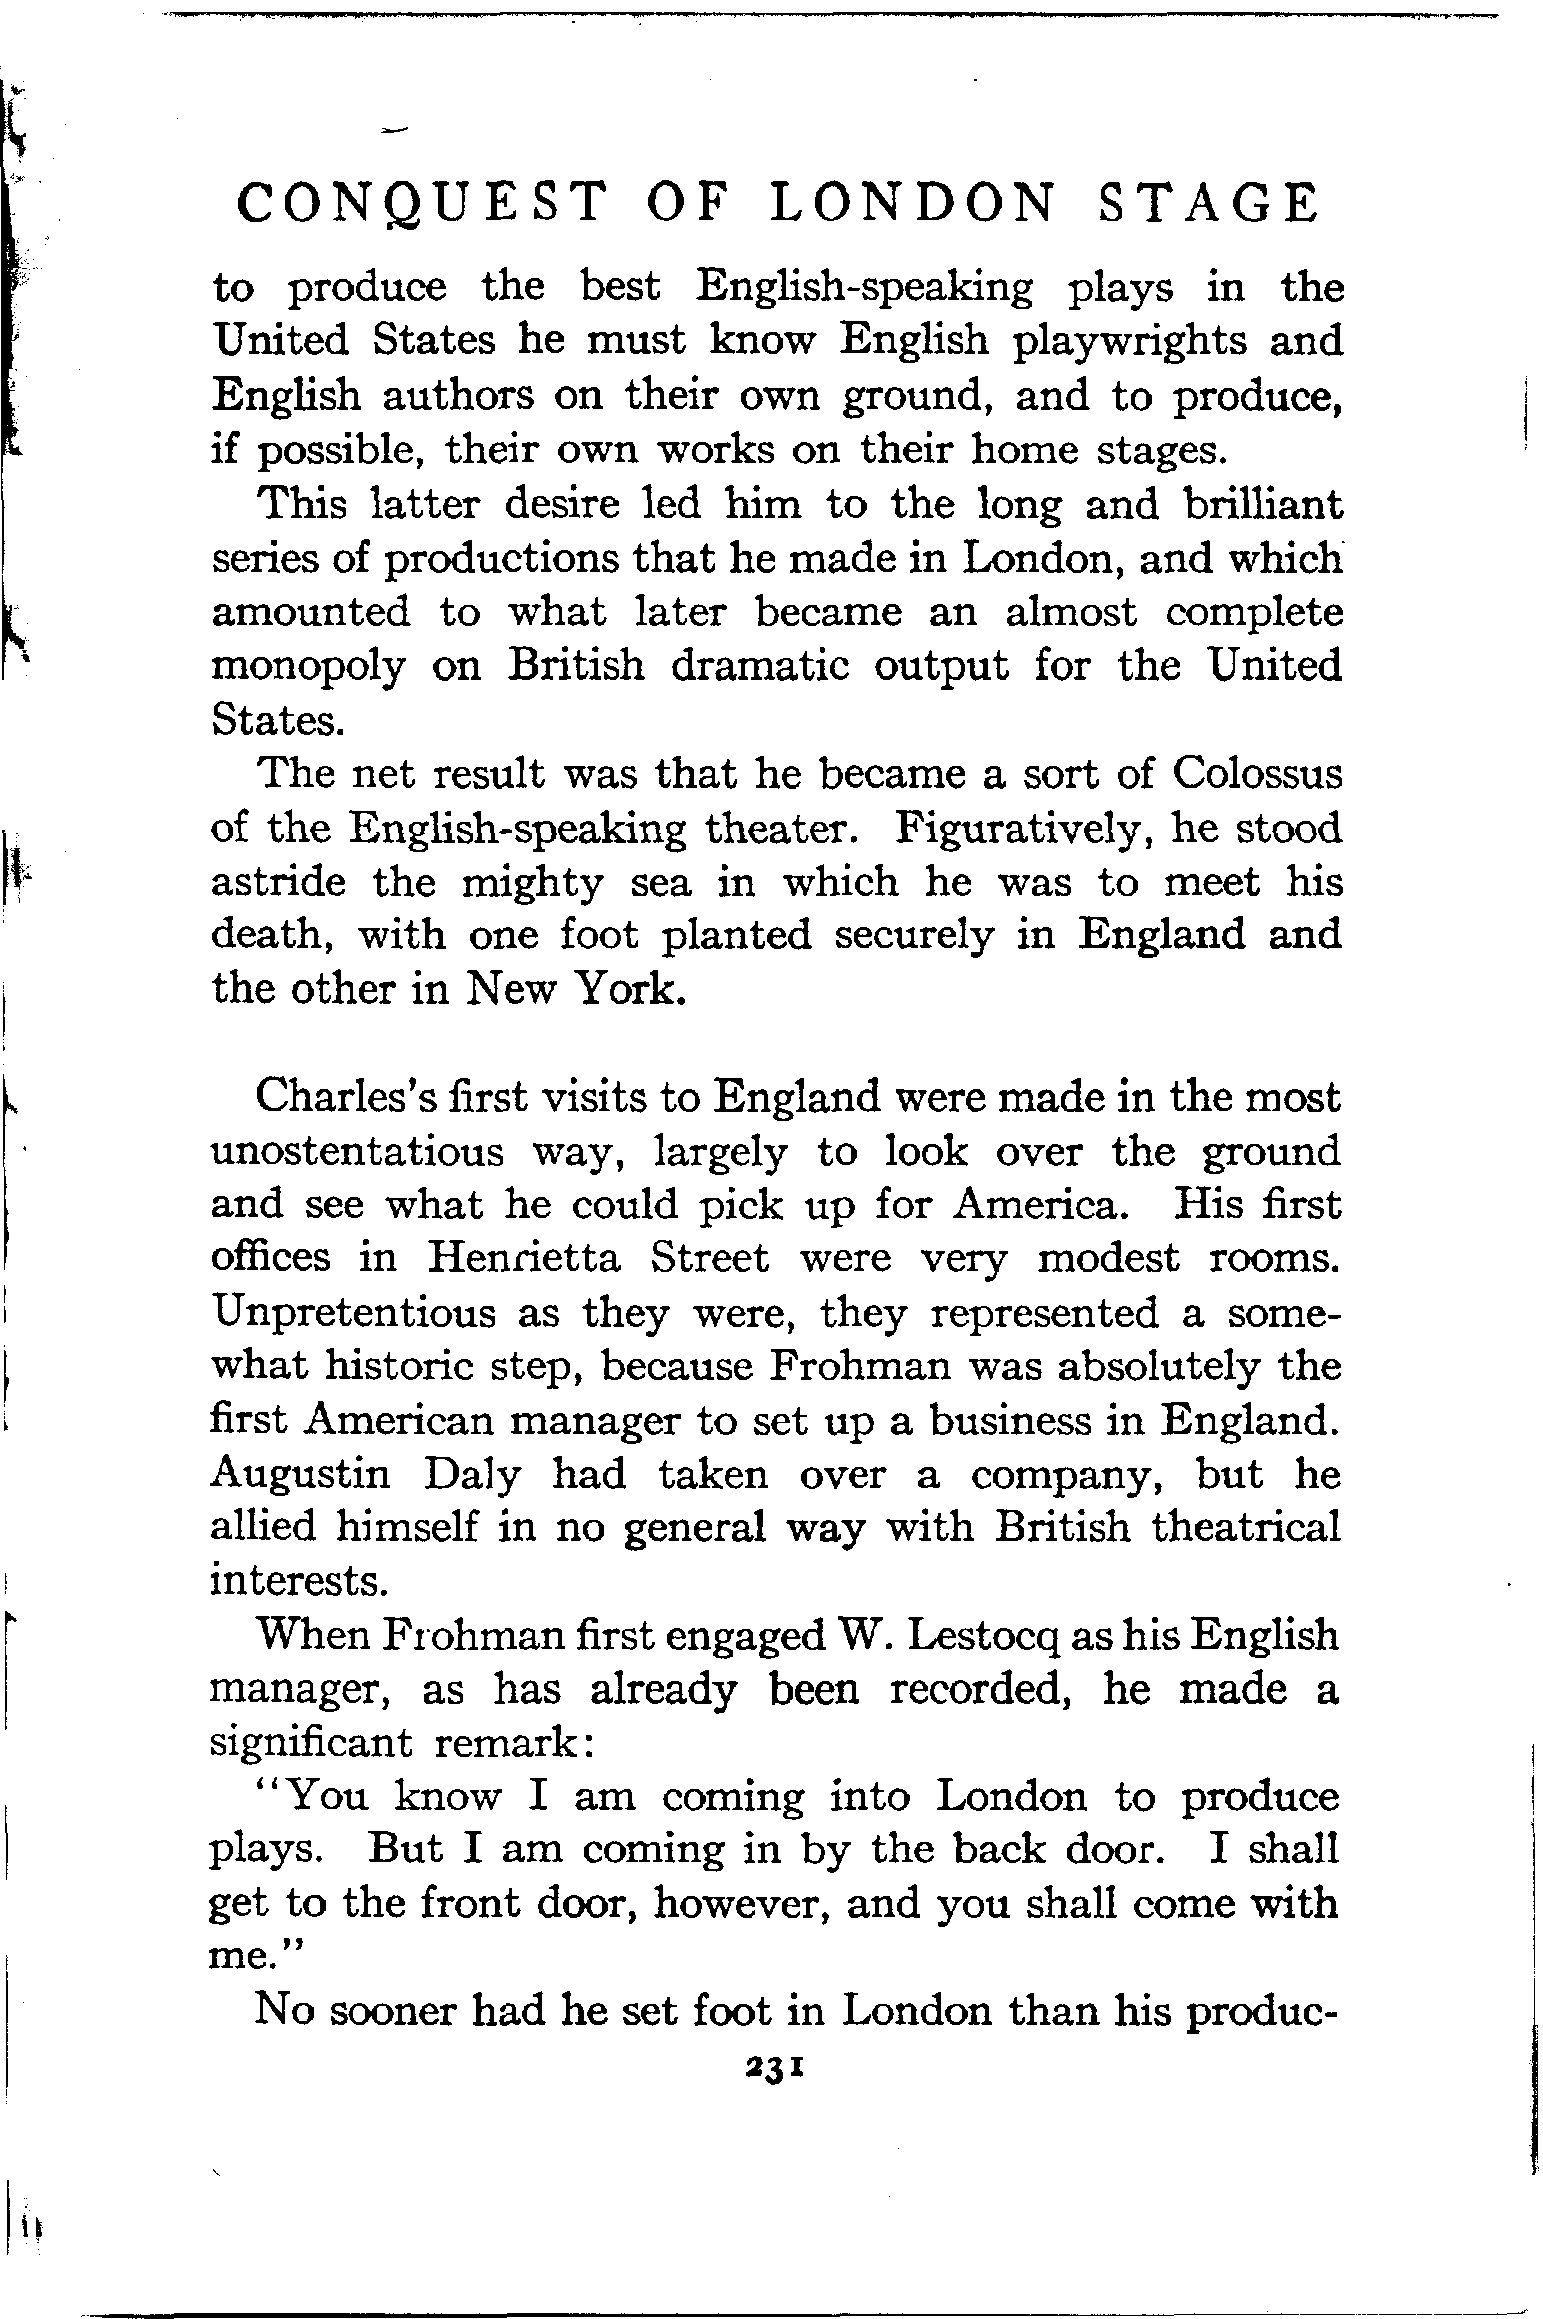 CONQUEST OF LONDON STAGE
to produce the best English-speaking plays in the
United States he must know English playwrights and
English authors on their own ground, and to produce,
if possible, their own works on their home stages.
This latter desire led him to the long and brilliant
series of productions that he made in London, and which
amounted to what later became an almost complete
monopoly on British dramatic output for the United
States.
The net result was that he became a sort of Colossus
of the English-speaking theater. Figuratively, he stood
astride the mighty sea in which he was to meet his
death, with one foot planted securely in England and
the other in New York.
Charles's first visits to England were made in the most
unostentatious way, largely to look over the ground
and see what he could pick up for America. His first
offices in Henrietta Street were very modest rooms.
Unpretentious as they were, they represented a some-
what historic step, because Frohman was absolutely the
first American manager to set up a business in England.
Augustin Daly had taken over a company, but he
allied himself in no general way with British theatrical
interests.
When Frohman first engaged W. Lestocq as his English
manager, as has already been recorded, he made a
significant remark:
"You know I am coming into London to produce
plays. But I am coming in by the back door. I shall
get to the front door, however, and you shall come with
me."
No sooner had he set foot in London than his produc-
231